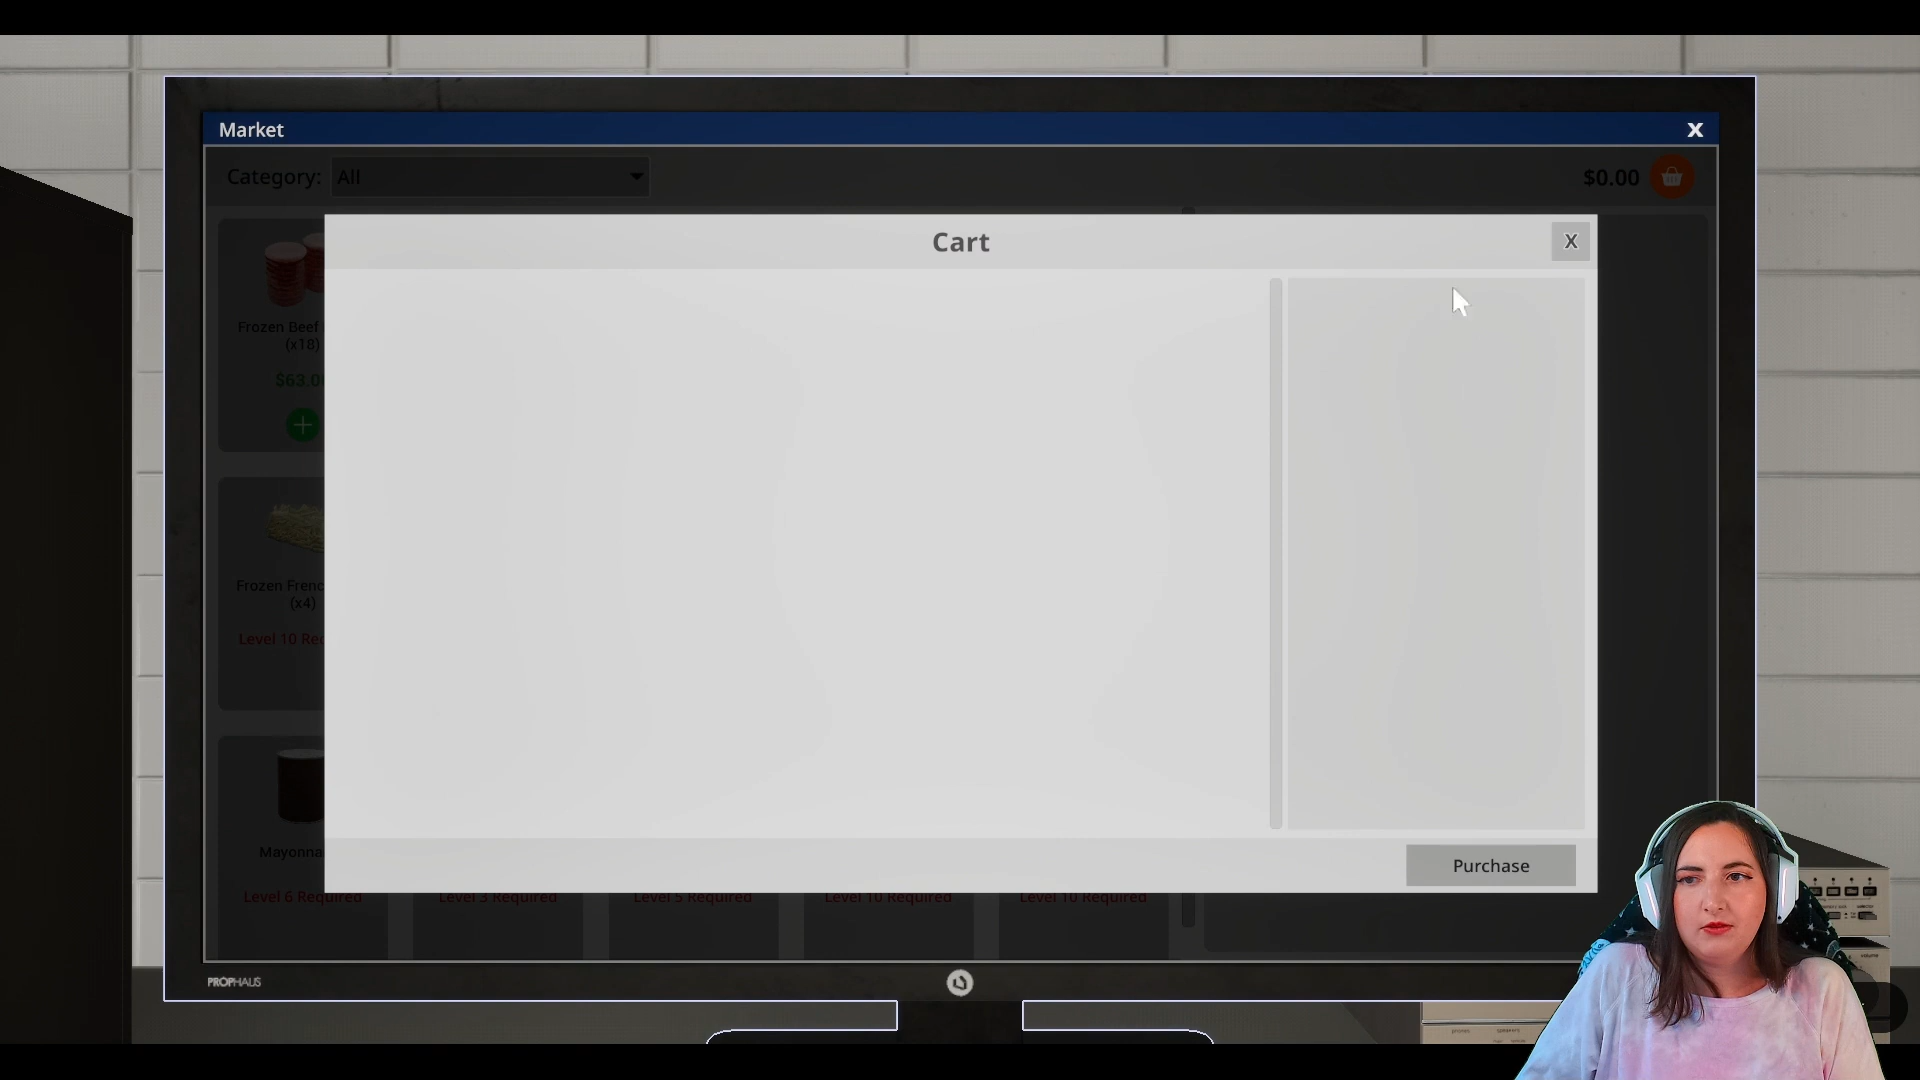 Market
X
Category: All
$0.00
Cart
X
Frozen Beef
(x18)
$63.0
Frozen Frenc
(x4)
Level 10 Req
Mayonna
Level 6 Required
Level 3 Required
Level 5 Required
Level 10 Required
Level 10 Required
Purchase
PROPHAUS